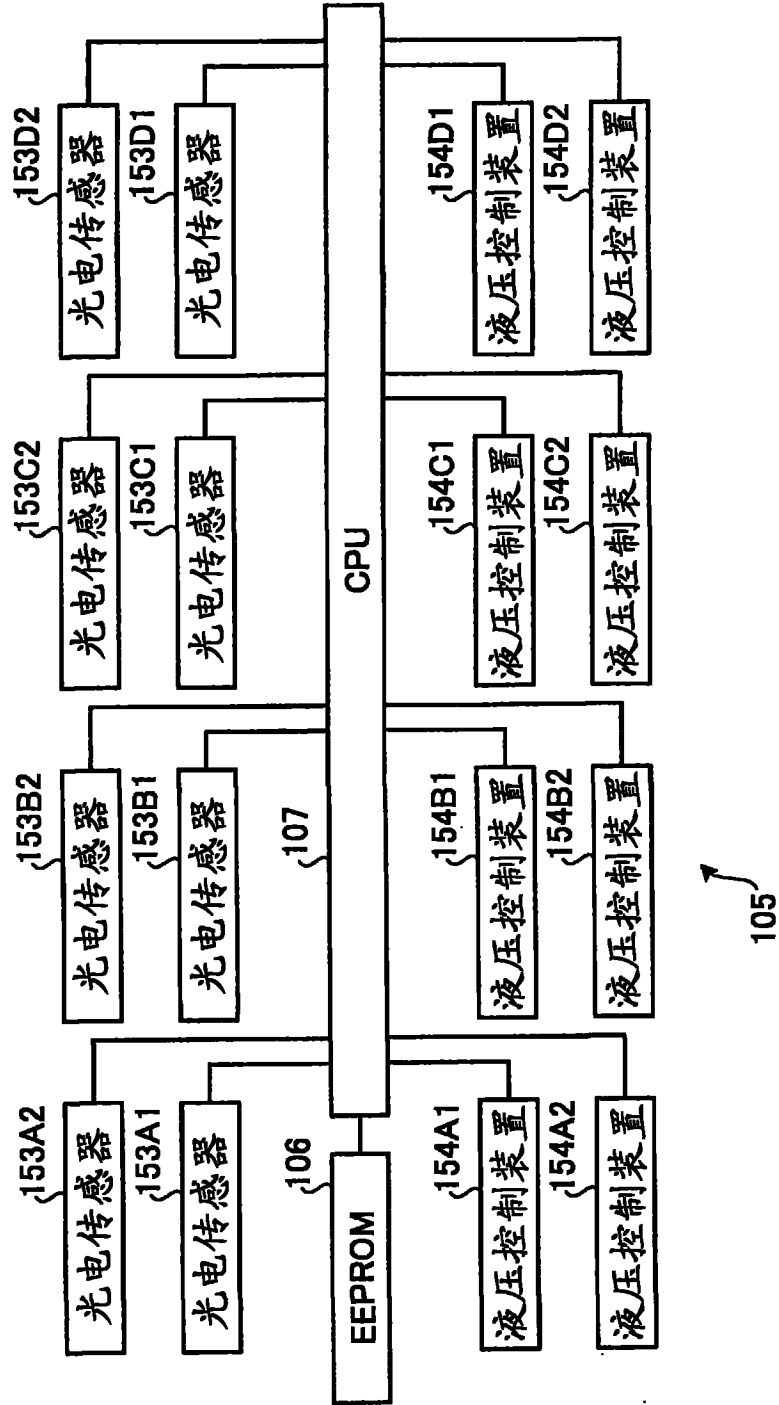 153A2
光电传感器
153B2
光电传感器
153C2
光电传感器
153D2
光电传感器
153A1
光电传感器
153B1
光电传感器
153C1
光电传感器
153D1
光电传感器
106
EEPROM
107
CPU
154A1
液压控制装置
154B1
液压控制装置
154C1
液压控制装置
154D1
液压控制装置
154A2
液压控制装置
154B2
液压控制装置
154C2
液压控制装置
154D2
液压控制装置
105